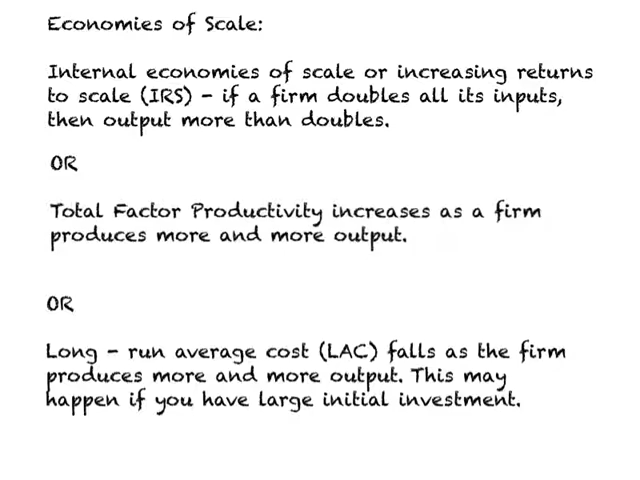 Economies of Scale:
Internal economies of scale or increasing returns
to scale (IRS) - if a firm doubles all its inputs,
then output more than doubles.
OR
Total Factor Productivity increases as a firm
produces more and more output.
OR
Long - run average cost (LAC) falls as the firm
produces more and more output. This may
happen if you have large initial investment.